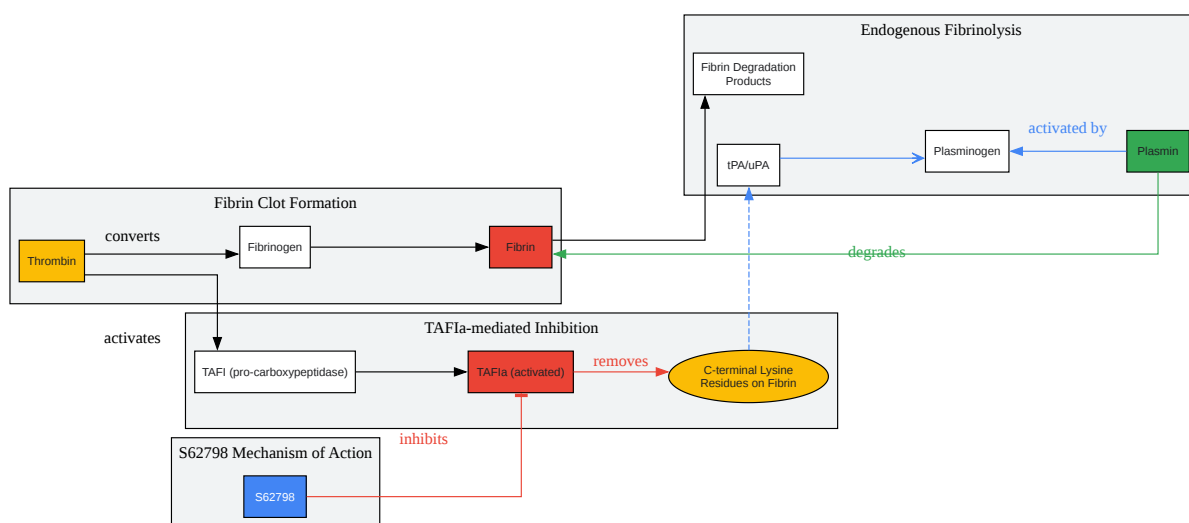 Endogenous Fibrinolysis
Fibrin Degradation
Products
activated by
Plasminogen
Plasmin
tPA/uPA
Fibrin Clot Formation
converts
Fibrinogen
Fibrin
Thrombin
degrades
activates
TAFIa-mediated Inhibition
removes
TAFI (pro-carboxypeptidase)
TAFIa (activated)
C-terminal Lysine
Residues on Fibrin
inhibits
S62798 Mechanism of Action
S62798